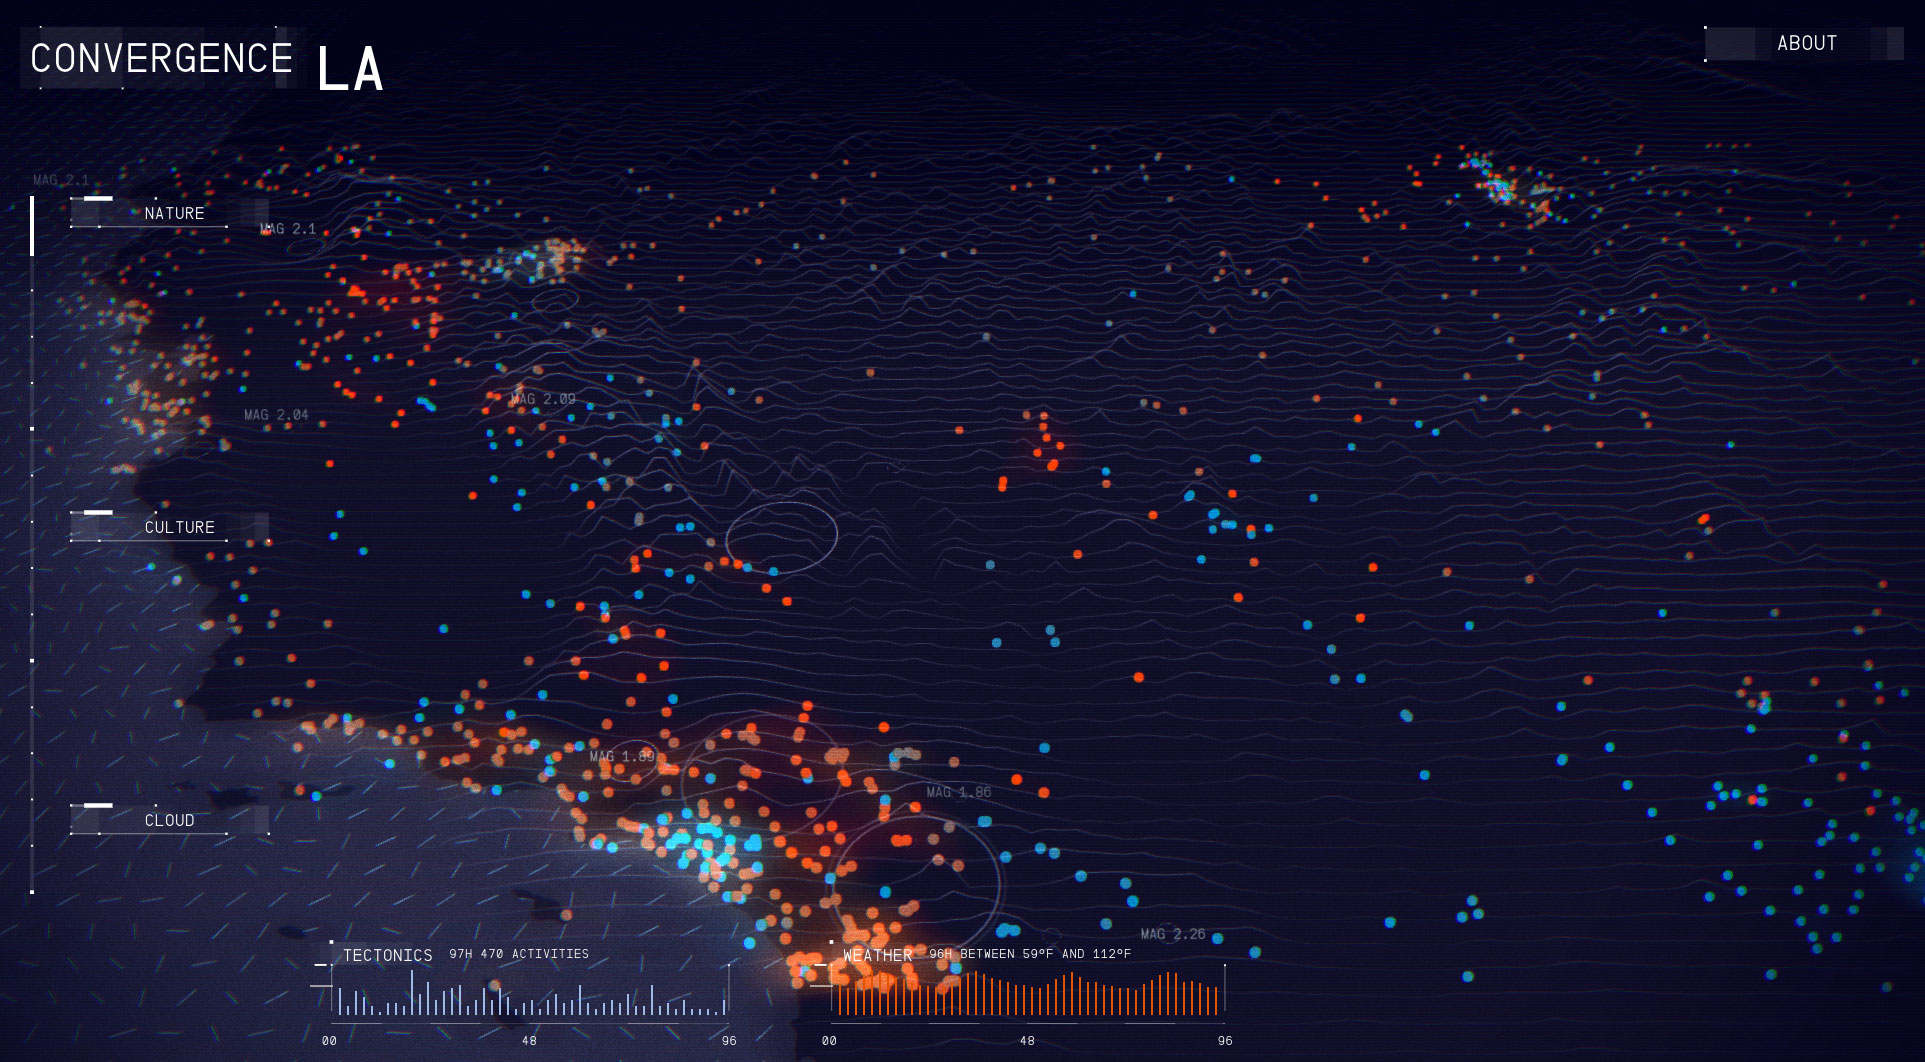 CONVERGENCE LA
ABOUT
MAG 2.1
NATURE
MAG 2.1
MAG 2.09
MAG 2.04
CULTURE
MAG 1.89
MAG 1.86
CLOUD
MAG 2.26
TECTONICS 97H 470 ACTIVITIES
WEATHER 96H BETWEEN 59°F AND 112°F
00 48 96
00 48 96